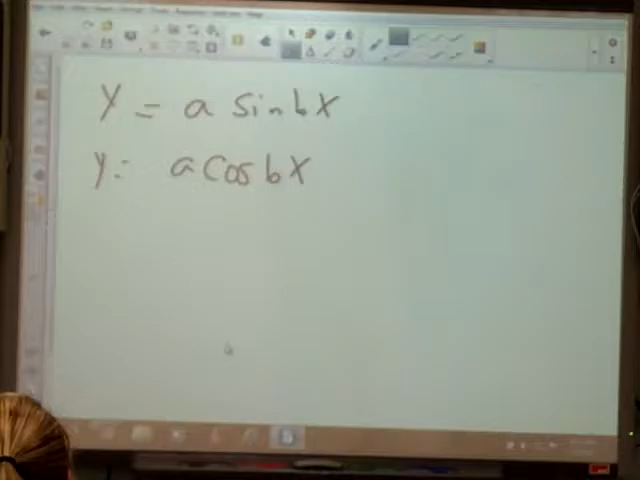 y = a sin bx
y = a cos bx